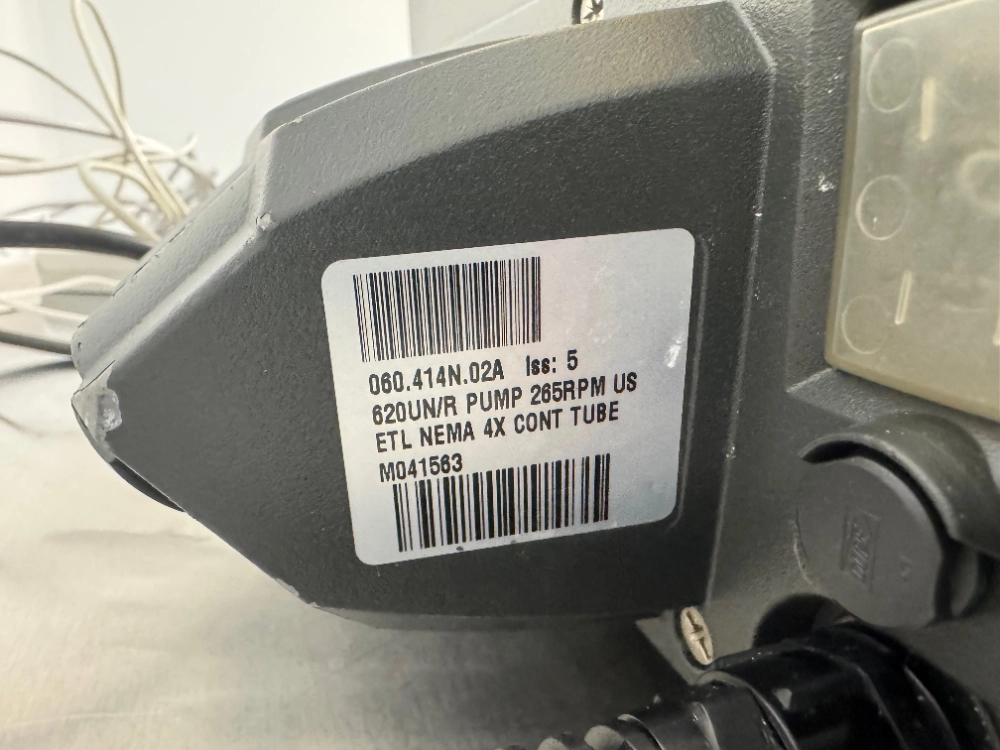 060.414N.02A Iss: 5
620UN/R PUMP 265RPM US
ETL NEMA 4X CONT TUBE
M041563